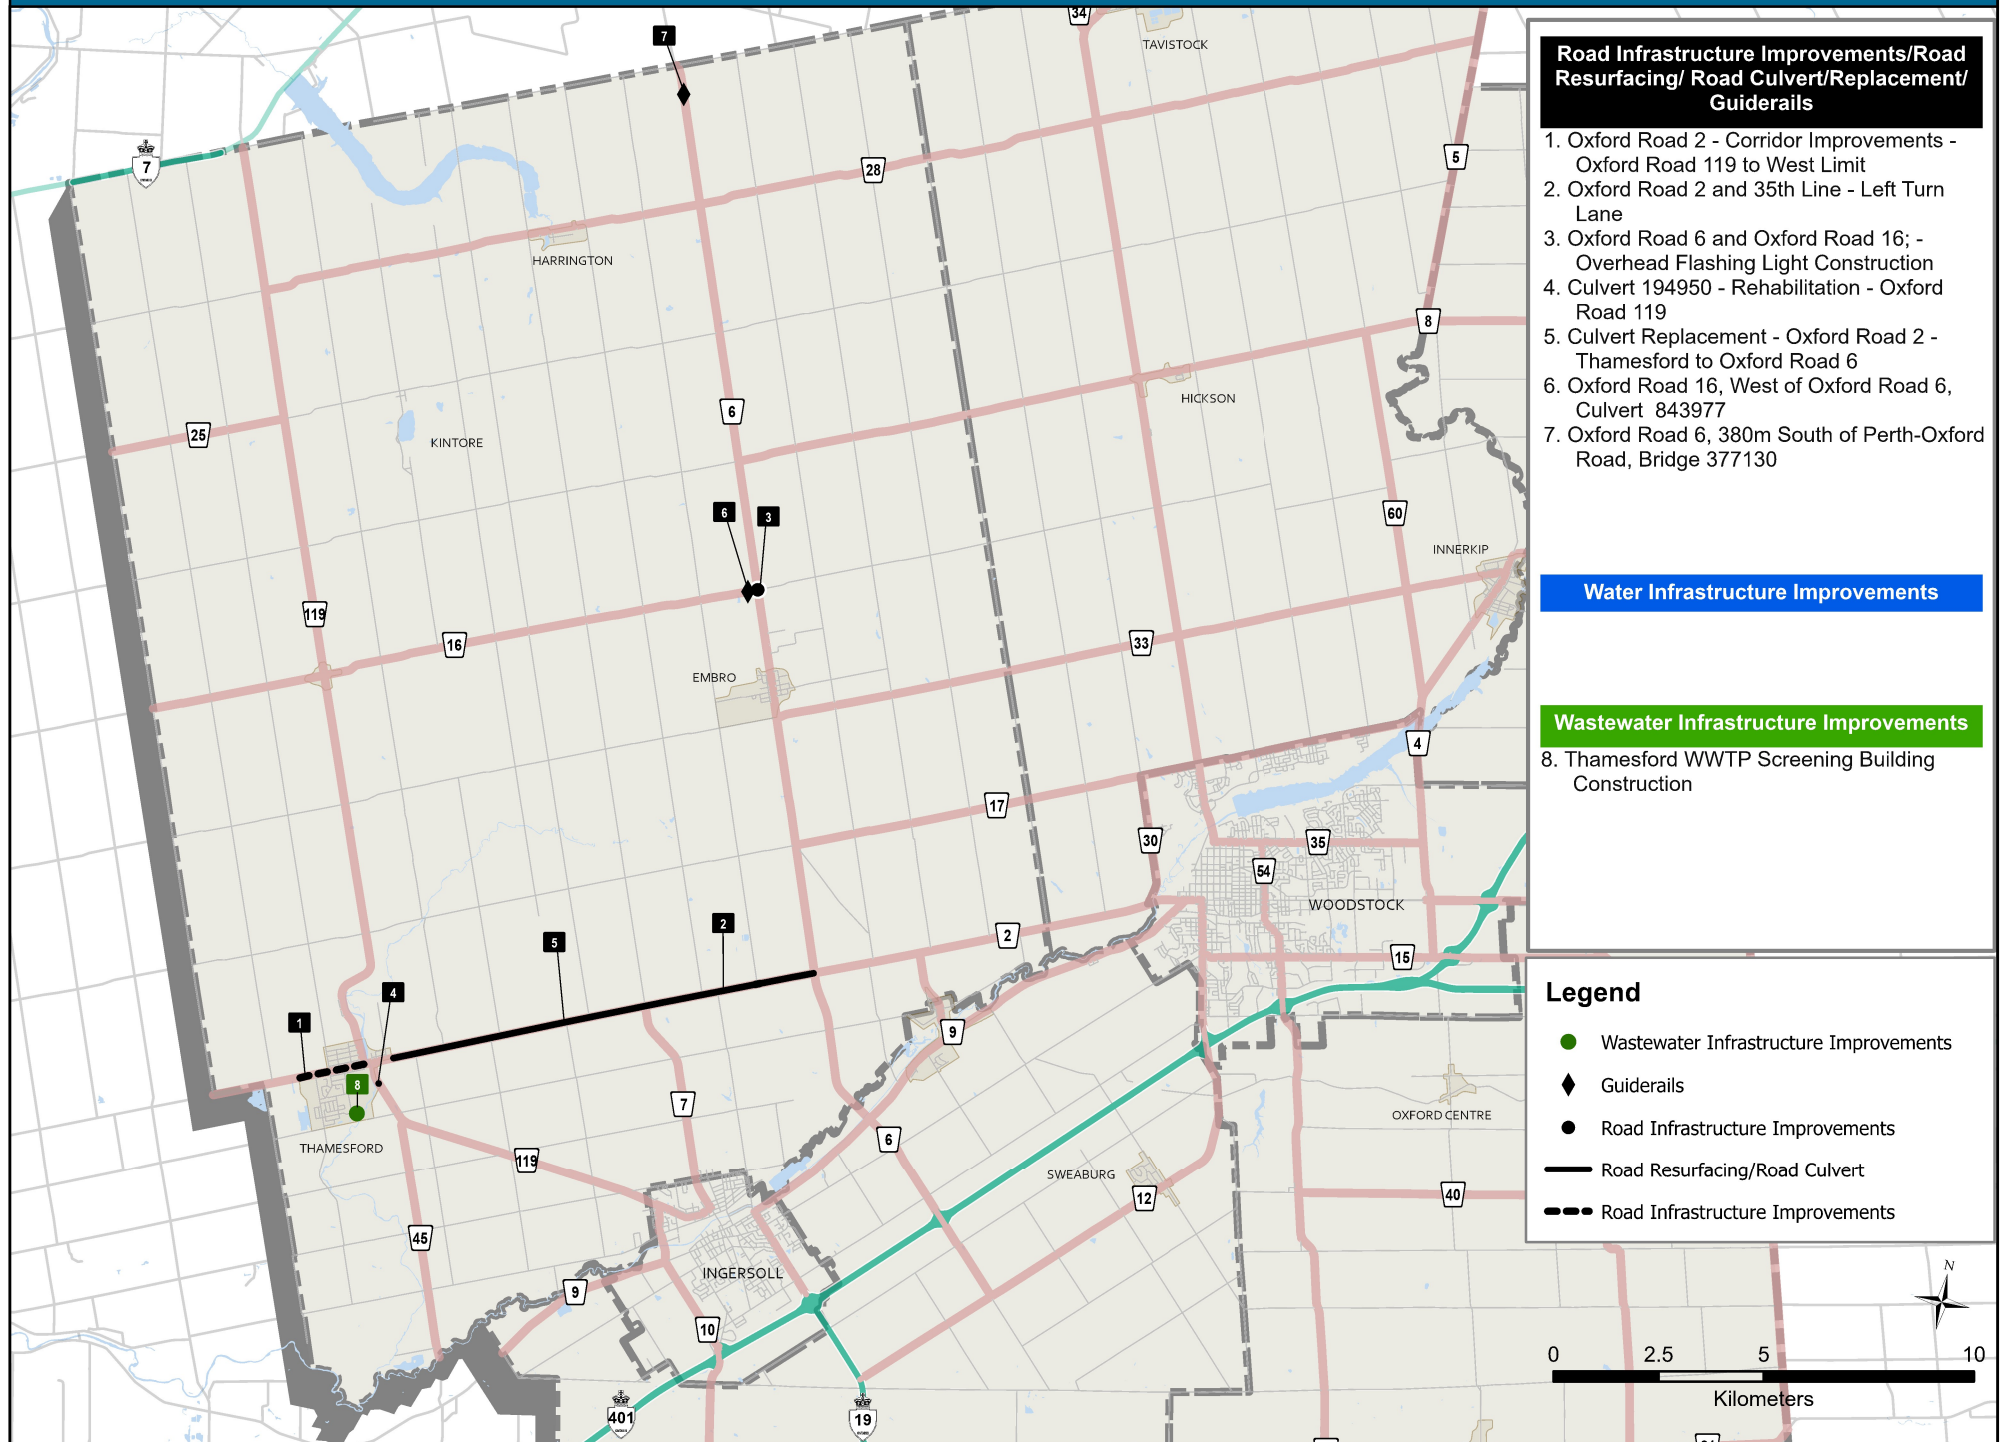 34
TAVISTOCK
7
7
28
5
HARRINGTON
8
HICKSON
6
25
KINTORE
6
3
60
INNERKIP
119
16
33
EMBRO
4
17
30
35
54
WOODSTOCK
2
5
2
15
4
1
9
8
7
OXFORD CENTRE
THAMESFORD
6
119
SWEABURG
12
40
45
INGERSOLL
9
10
401
19
Road Infrastructure Improvements/Road
Resurfacing/ Road Culvert/Replacement/
Guiderails
1. Oxford Road 2 - Corridor Improvements -
Oxford Road 119 to West Limit
2. Oxford Road 2 and 35th Line - Left Turn
Lane
3. Oxford Road 6 and Oxford Road 16; -
Overhead Flashing Light Construction
4. Culvert 194950 - Rehabilitation - Oxford
Road 119
5. Culvert Replacement - Oxford Road 2 -
Thamesford to Oxford Road 6
6. Oxford Road 16, West of Oxford Road 6,
Culvert 843977
7. Oxford Road 6, 380m South of Perth-Oxford
Road, Bridge 377130
Water Infrastructure Improvements
Wastewater Infrastructure Improvements
8. Thamesford WWTP Screening Building
Construction
Legend
Wastewater Infrastructure Improvements
Guiderails
Road Infrastructure Improvements
Road Resurfacing/Road Culvert
Road Infrastructure Improvements
N
0 2.5 5 10
Kilometers